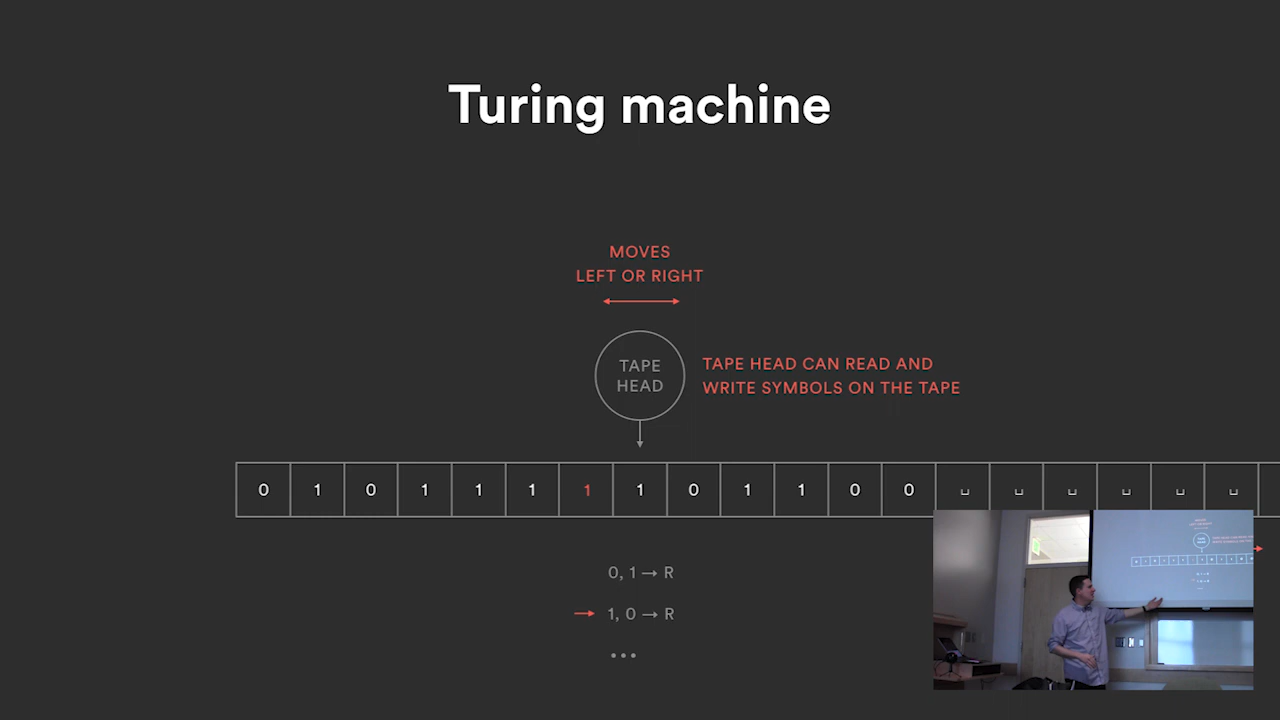 Turing machine
MOVES
LEFT OR RIGHT
TAPE
HEAD
TAPE HEAD CAN READ AND
WRITE SYMBOLS ON THE TAPE
0 1 0 1 1 1 1 1 0 1 1 0 0 ␣ ␣ ␣ ␣ ␣ ␣
0, 1 → R
→ 1, 0 → R
•••